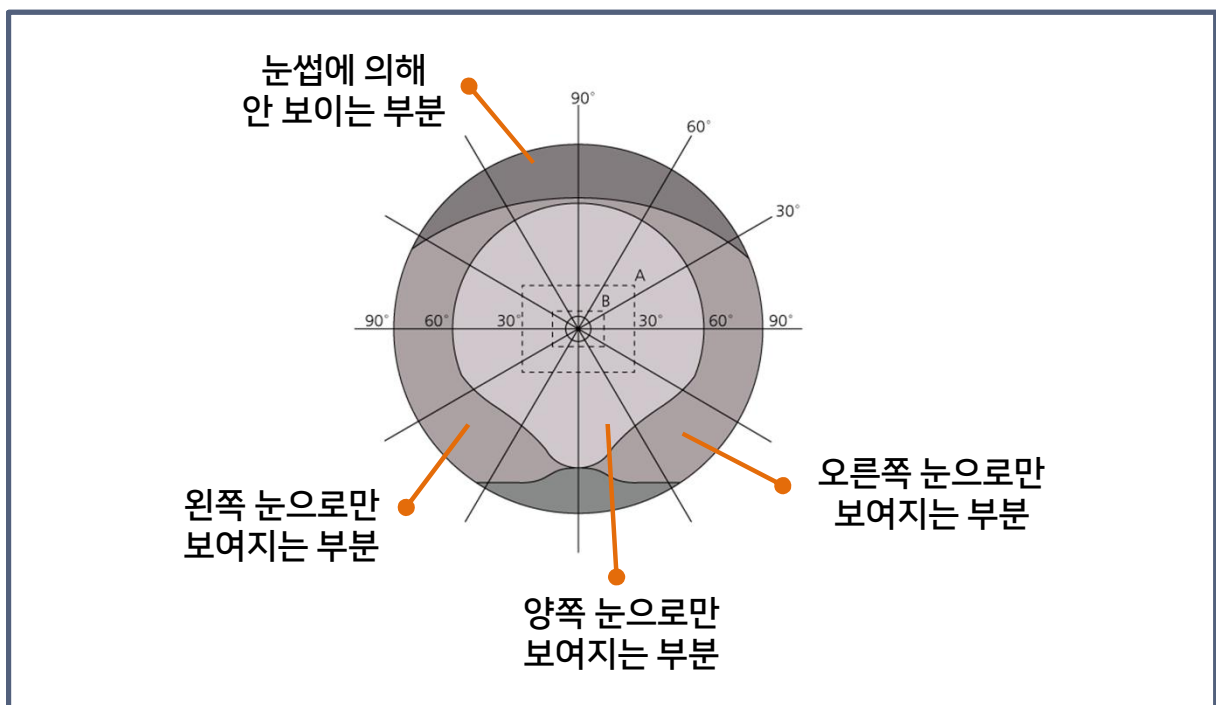 눈썹에 의해
안 보이는 부분
90°
60°
30°
A
B
90° 60° 30° 30° 60° 90°
오른쪽 눈으로만
보여지는 부분
왼쪽 눈으로만
보여지는 부분
양쪽 눈으로만
보여지는 부분